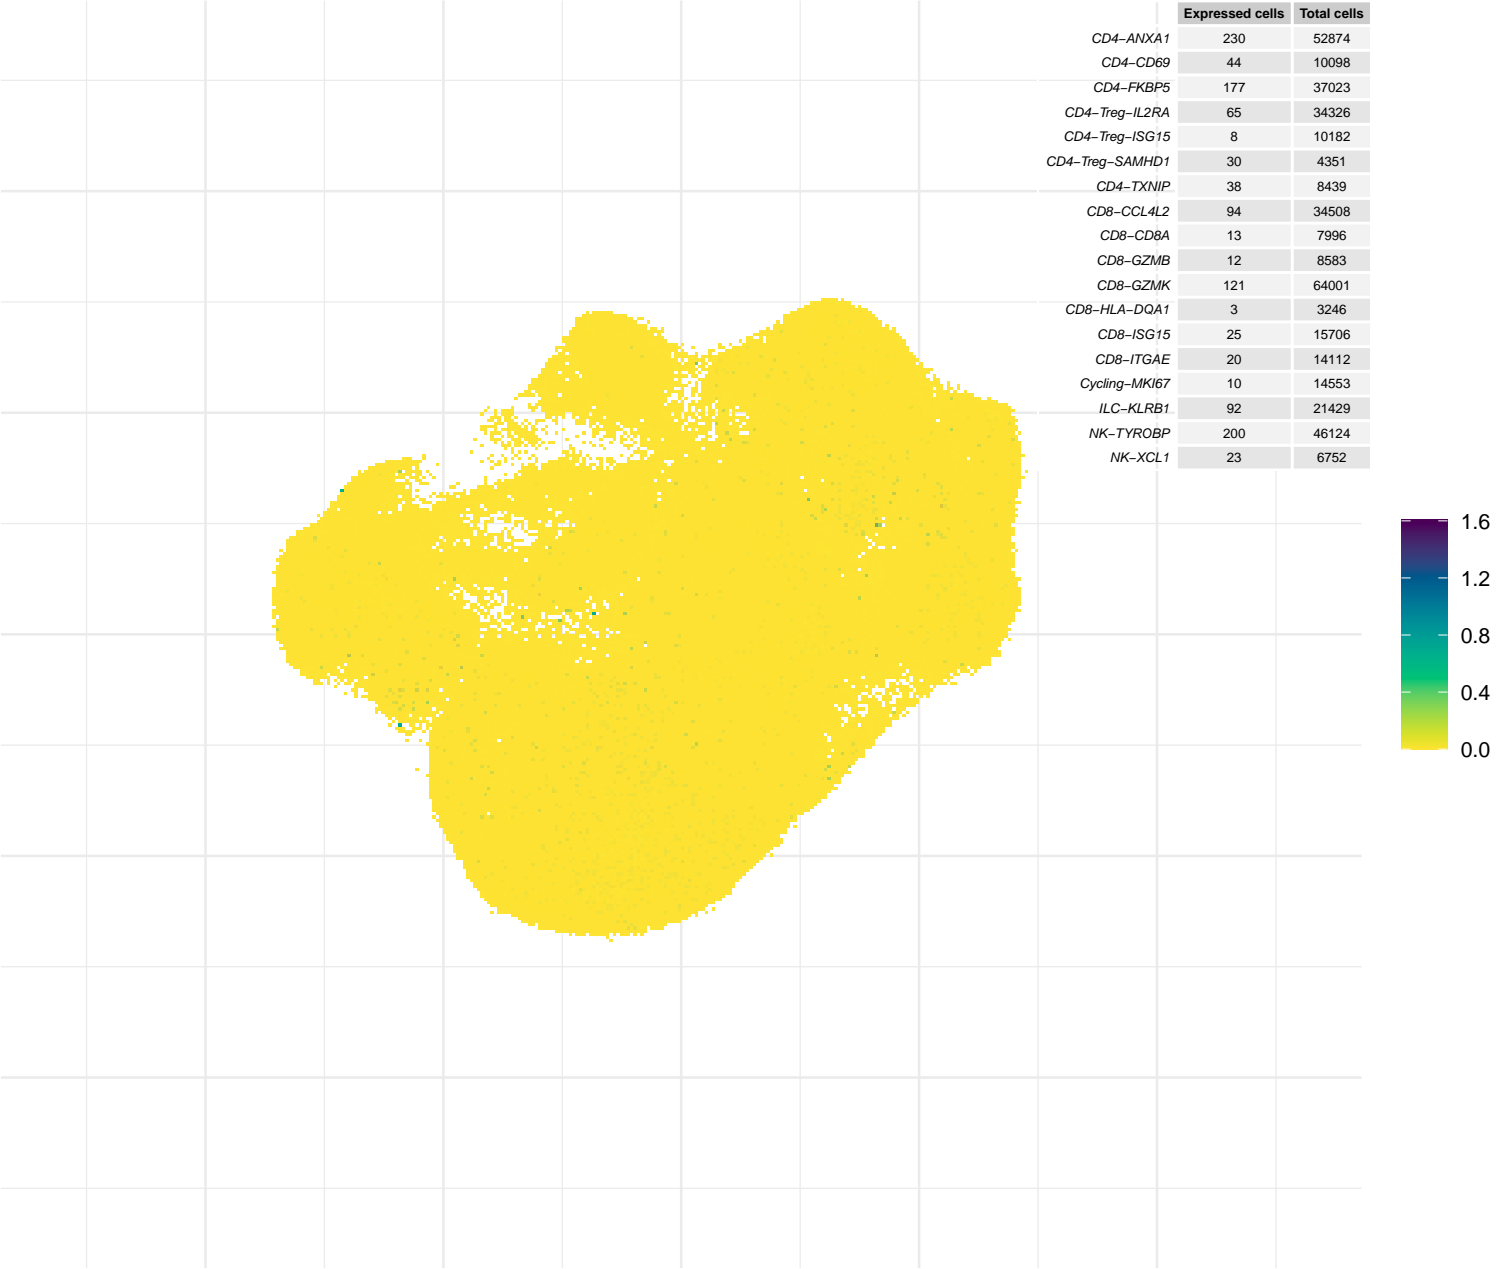 Expressed cells Total cells
CD4−ANXA1 230 52874
CD4−CD69 44 10098
CD4−FKBP5 177 37023
CD4−Treg−IL2RA 65 34326
CD4−Treg−ISG15 8 10182
CD4−Treg−SAMHD1 30 4351
CD4−TXNIP 38 8439
CD8−CCL4L2 94 34508
CD8−CD8A 13 7996
CD8−GZMB 12 8583
CD8−GZMK 121 64001
CD8−HLA−DQA1 3 3246
CD8−ISG15 25 15706
CD8−ITGAE 20 14112
Cycling−MKI67 10 14553
ILC−KLRB1 92 21429
NK−TYROBP 200 46124
NK−XCL1 23 6752
1.6
1.2
0.8
0.4
0.0